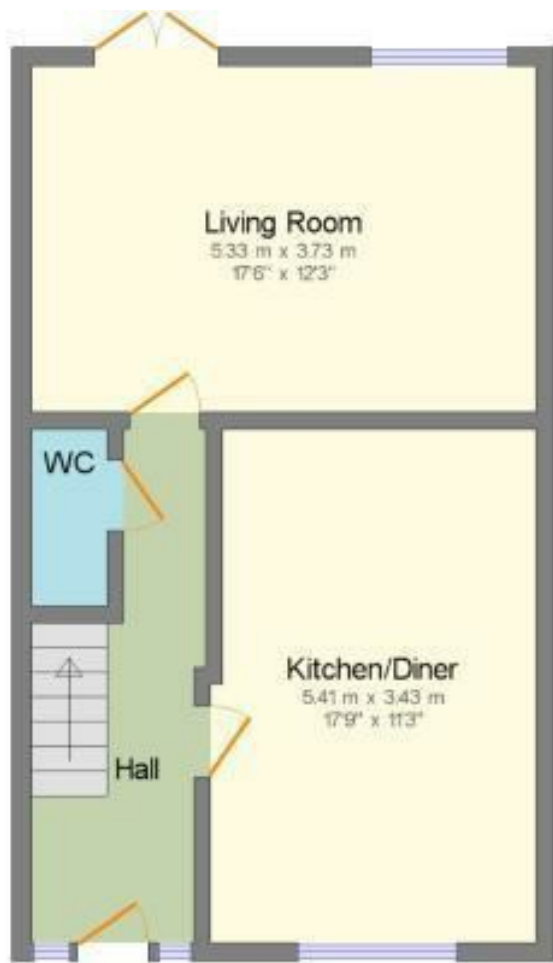 Living Room
5.33 m x 3.73 m
17'6" x 12'3"
WC
Kitchen/Diner
5.41 m x 3.43 m
17'9" x 11'3"
Hall